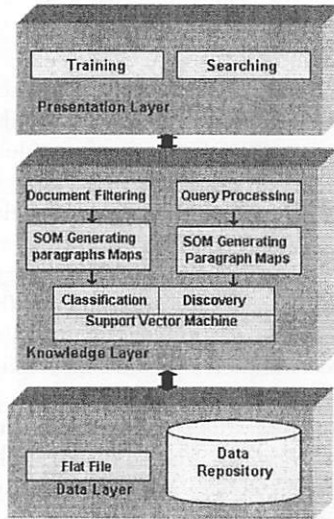 Training
Searching
Presentation Layer
Document Filtering
Query Processing
SOM Generating
paragraphs Maps
SOM Generating
Paragraph Maps
Classification
Discovery
Support Vector Machine
Knowledge Layer
Flat File
Data Layer
Data
Repository